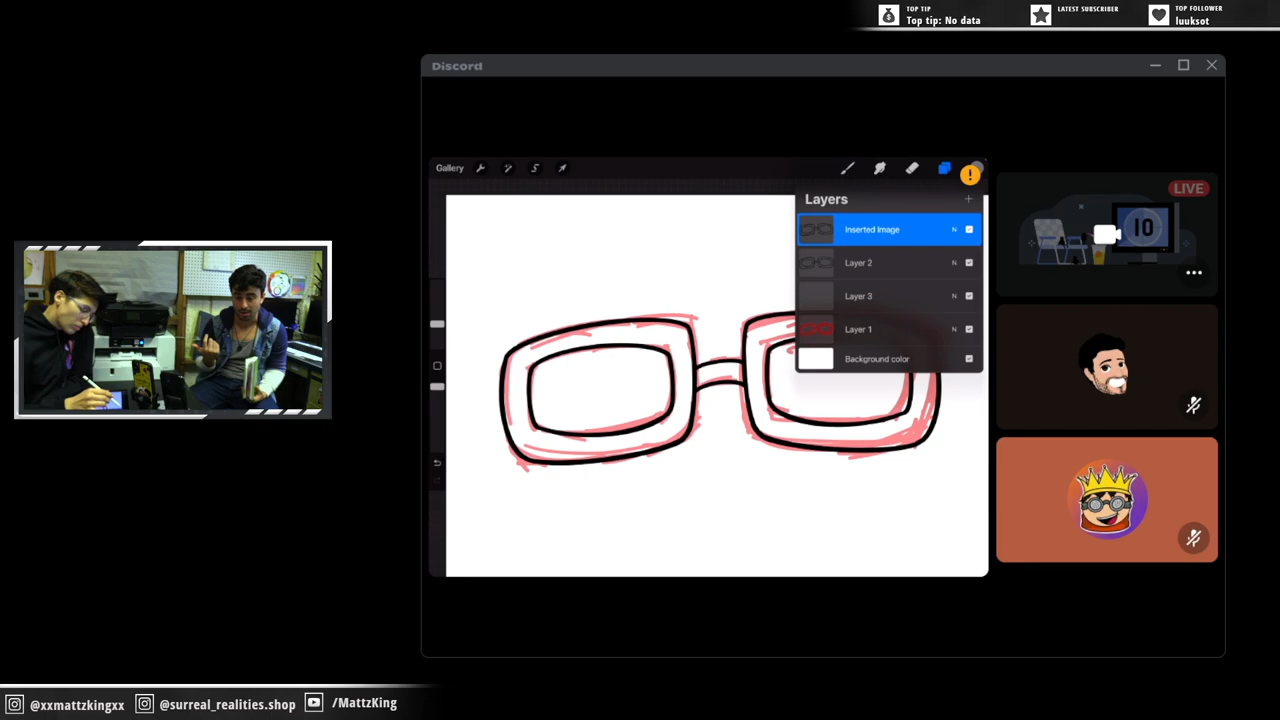 TOP TIP
Top tip: No data
LATEST SUBSCRIBER
TOP FOLLOWER
luuksot
Discord
Gallery
Layers
Inserted Image N
Layer 2 N
Layer 3 N
Layer 1 N
Background color
LIVE
10
@xxmattzkingxx
@surreal_realities.shop
/MattzKing